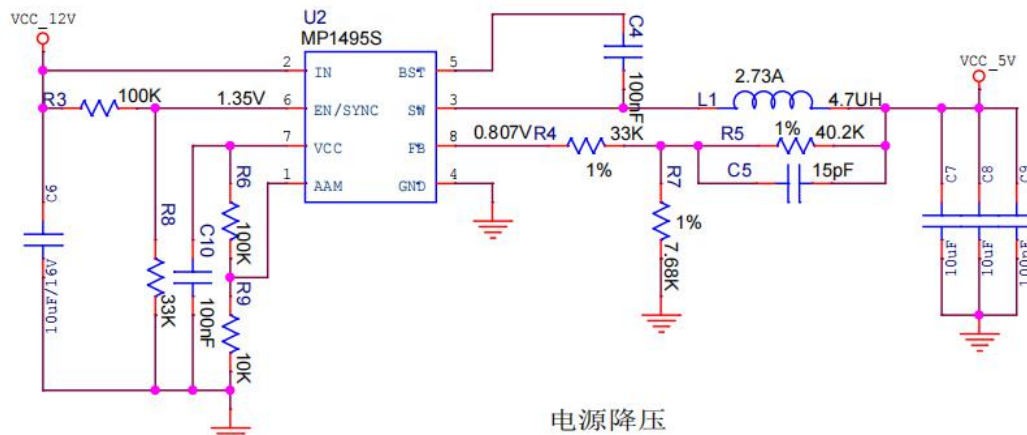 VCC_12V
U2
MP1495S
2 IN
BST 5
C4
100nF
R3 100K
1.35V
6 EN/SYNC
SW 3
L1
2.73A
4.7UH
VCC_5V
7 VCC
FB 8
0.807V
R4 33K
1%
R5
1%
40.2K
C5
15pF
1 AAM
GND 4
C6
10uF/16V
R8
33K
C10
100nF
R6
100K
R9
10K
R7
1%
7.68K
C7
10uF
C8
10uF
C9
电源降压